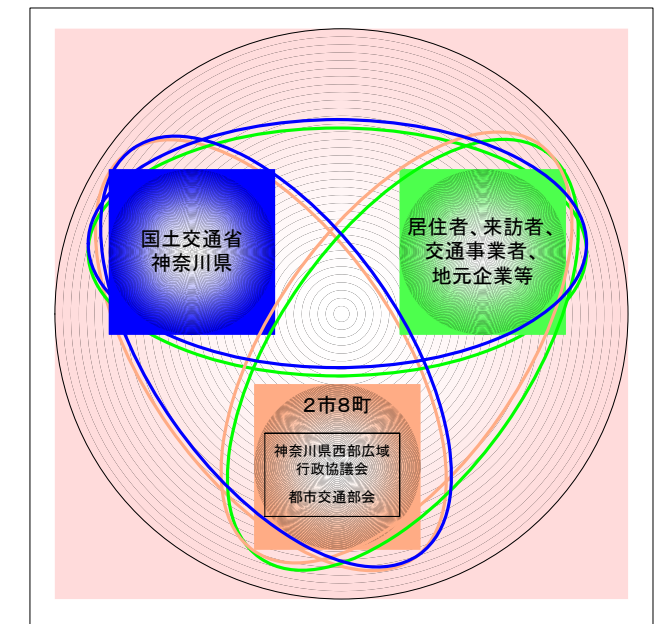 国土交通省
神奈川県
居住者、来訪者、
交通事業者、
地元企業等
２市８町
神奈川県西部広域
行政協議会
都市交通部会